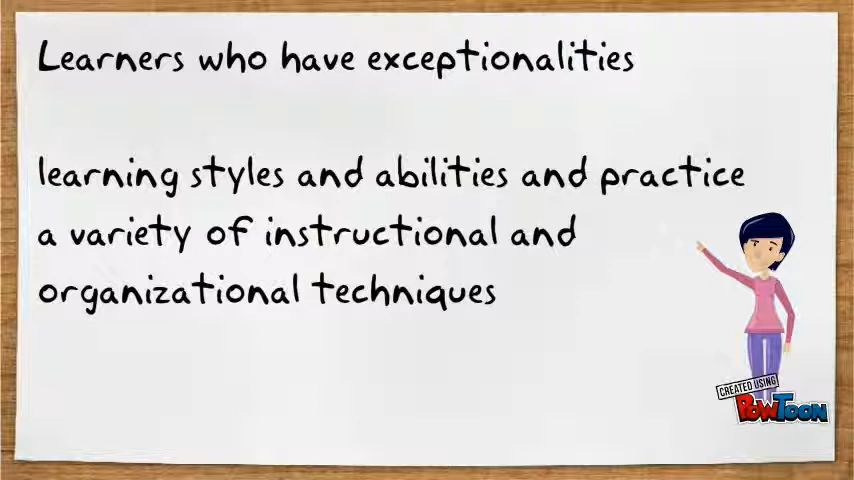 Learners who have exceptionalities
learning styles and abilities and practice
a variety of instructional and
organizational techniques
CREATED USING
POWTOON